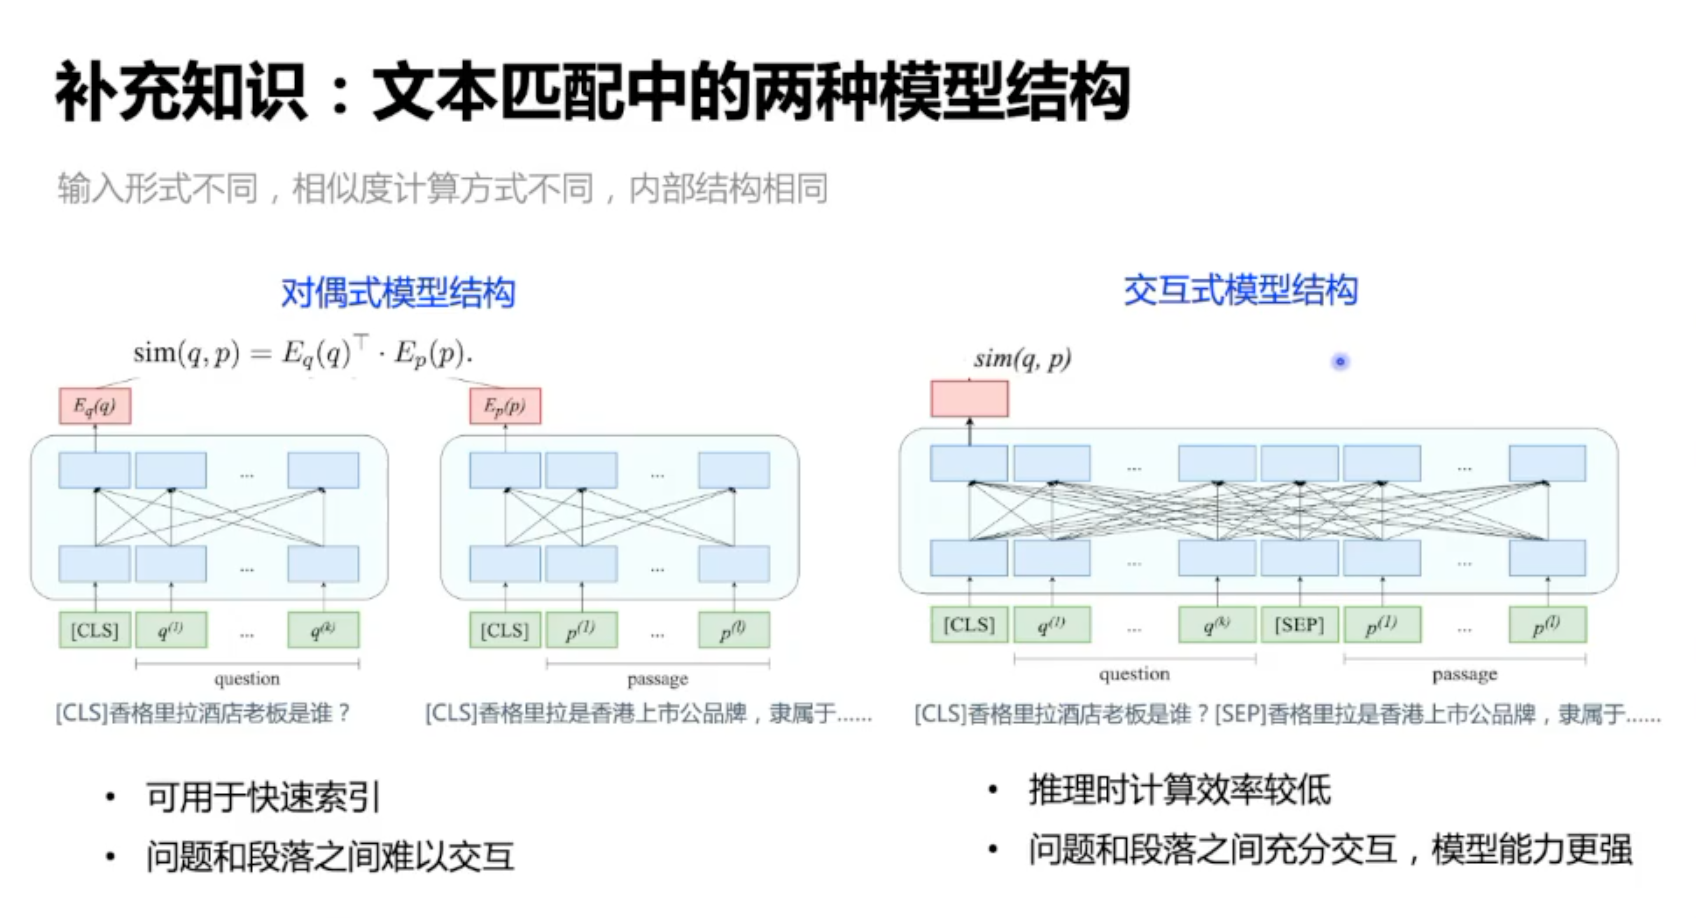 补充知识：文本匹配中的两种模型结构
输入形式不同，相似度计算方式不同，内部结构相同
对偶式模型结构
sim(q, p) = E_q(q)^⊤ · E_p(p).
E_q(q)
E_p(p)
...
...
...
...
[CLS] q^(1) ... q^(k)
[CLS] p^(1) ... p^(l)
question
passage
[CLS]香格里拉酒店老板是谁？
[CLS]香格里拉是香港上市公品牌，隶属于……
• 可用于快速索引
• 问题和段落之间难以交互
交互式模型结构
sim(q, p)
... ...
... ...
[CLS] q^(1) ... q^(k) [SEP] p^(1) ... p^(l)
question
passage
[CLS]香格里拉酒店老板是谁？[SEP]香格里拉是香港上市公品牌，隶属于……
• 推理时计算效率较低
• 问题和段落之间充分交互，模型能力更强